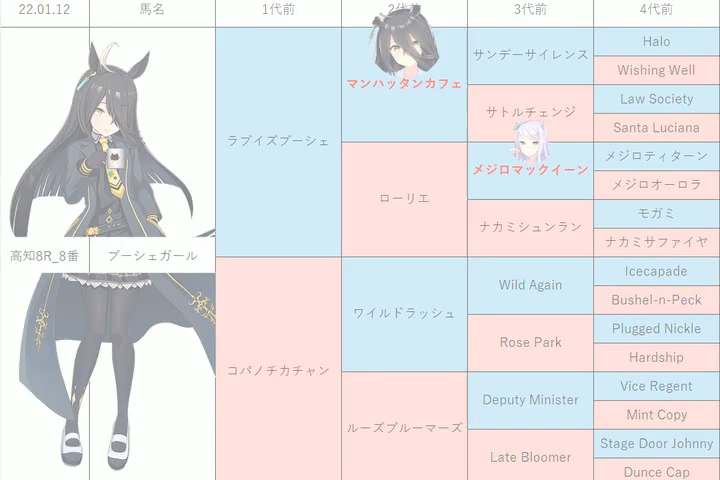 22.01.12 馬名 1代前 2代前 3代前 4代前
高知8R_8番 ブーシェガール
ラブイズブーシェ
コパノチカチャン
マンハッタンカフェ
ローリエ
ワイルドラッシュ
ルーズブルーマーズ
サンデーサイレンス
サトルチェンジ
メジロマックイーン
ナカミシュンラン
Wild Again
Rose Park
Deputy Minister
Late Bloomer
Halo
Wishing Well
Law Society
Santa Luciana
メジロティターン
メジロオーロラ
モガミ
ナカミサファイヤ
Icecapade
Bushel-n-Peck
Plugged Nickle
Hardship
Vice Regent
Mint Copy
Stage Door Johnny
Dunce Cap